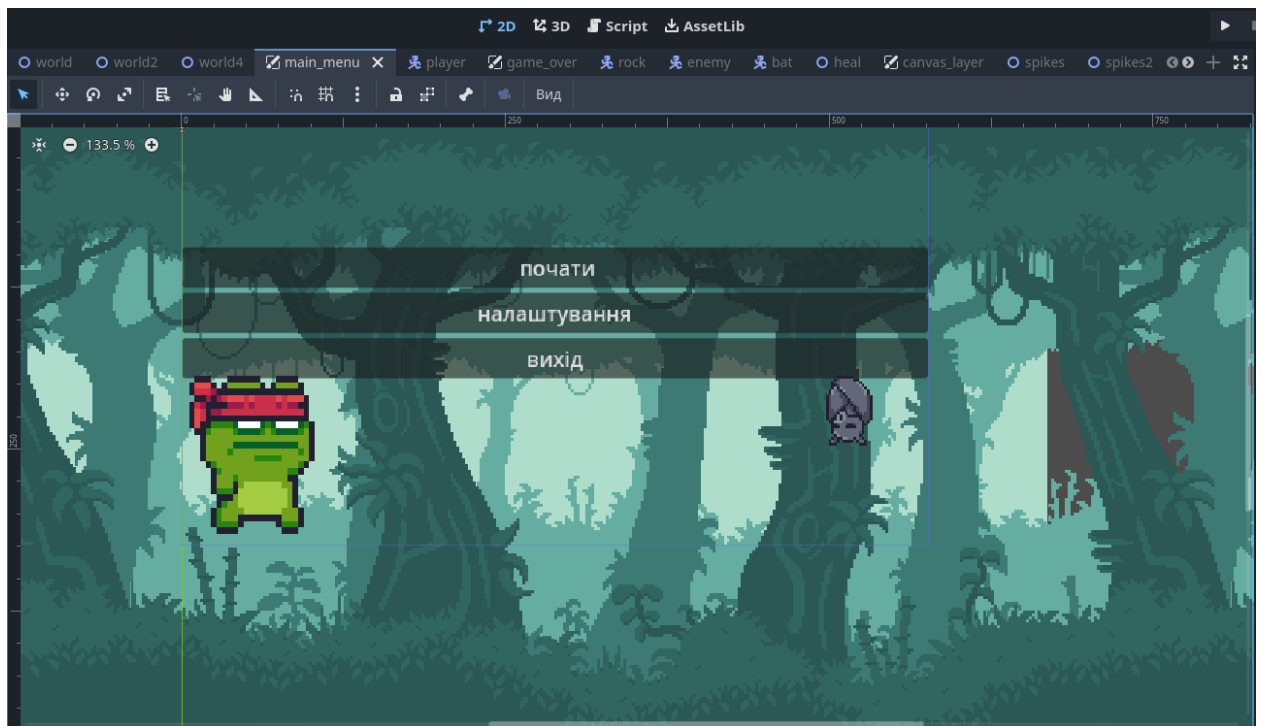 2D 3D Script AssetLib
world world2 world4 main_menu player game_over rock enemy bat heal canvas_layer spikes spikes2
Вид
0 250 500 750
133.5 %
почати
налаштування
вихід
250